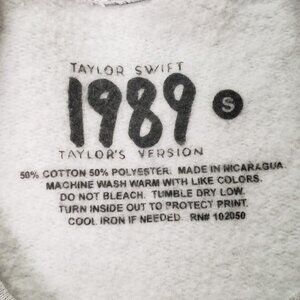 TAYLOR SWIFT
1989 S
TAYLOR'S VERSION
50% COTTON 50% POLYESTER. MADE IN NICARAGUA
MACHINE WASH WARM WITH LIKE COLORS.
DO NOT BLEACH. TUMBLE DRY LOW.
TURN INSIDE OUT TO PROTECT PRINT.
COOL IRON IF NEEDED. RN# 102050